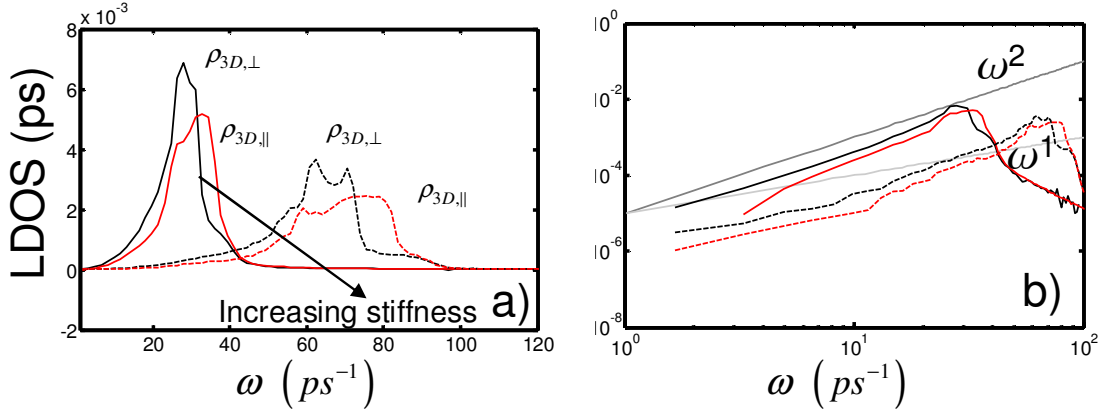 x 10⁻³
8
6
4
2
0
-2
LDOS (ps)
ρ3D,⊥
ρ3D,∥
ρ3D,⊥
ρ3D,∥
Increasing stiffness
a)
20 40 60 80 100 120
ω (ps⁻¹)
10⁰
10⁻²
10⁻⁴
10⁻⁶
10⁻⁸
ω²
ω¹
b)
10⁰ 10¹ 10²
ω (ps⁻¹)